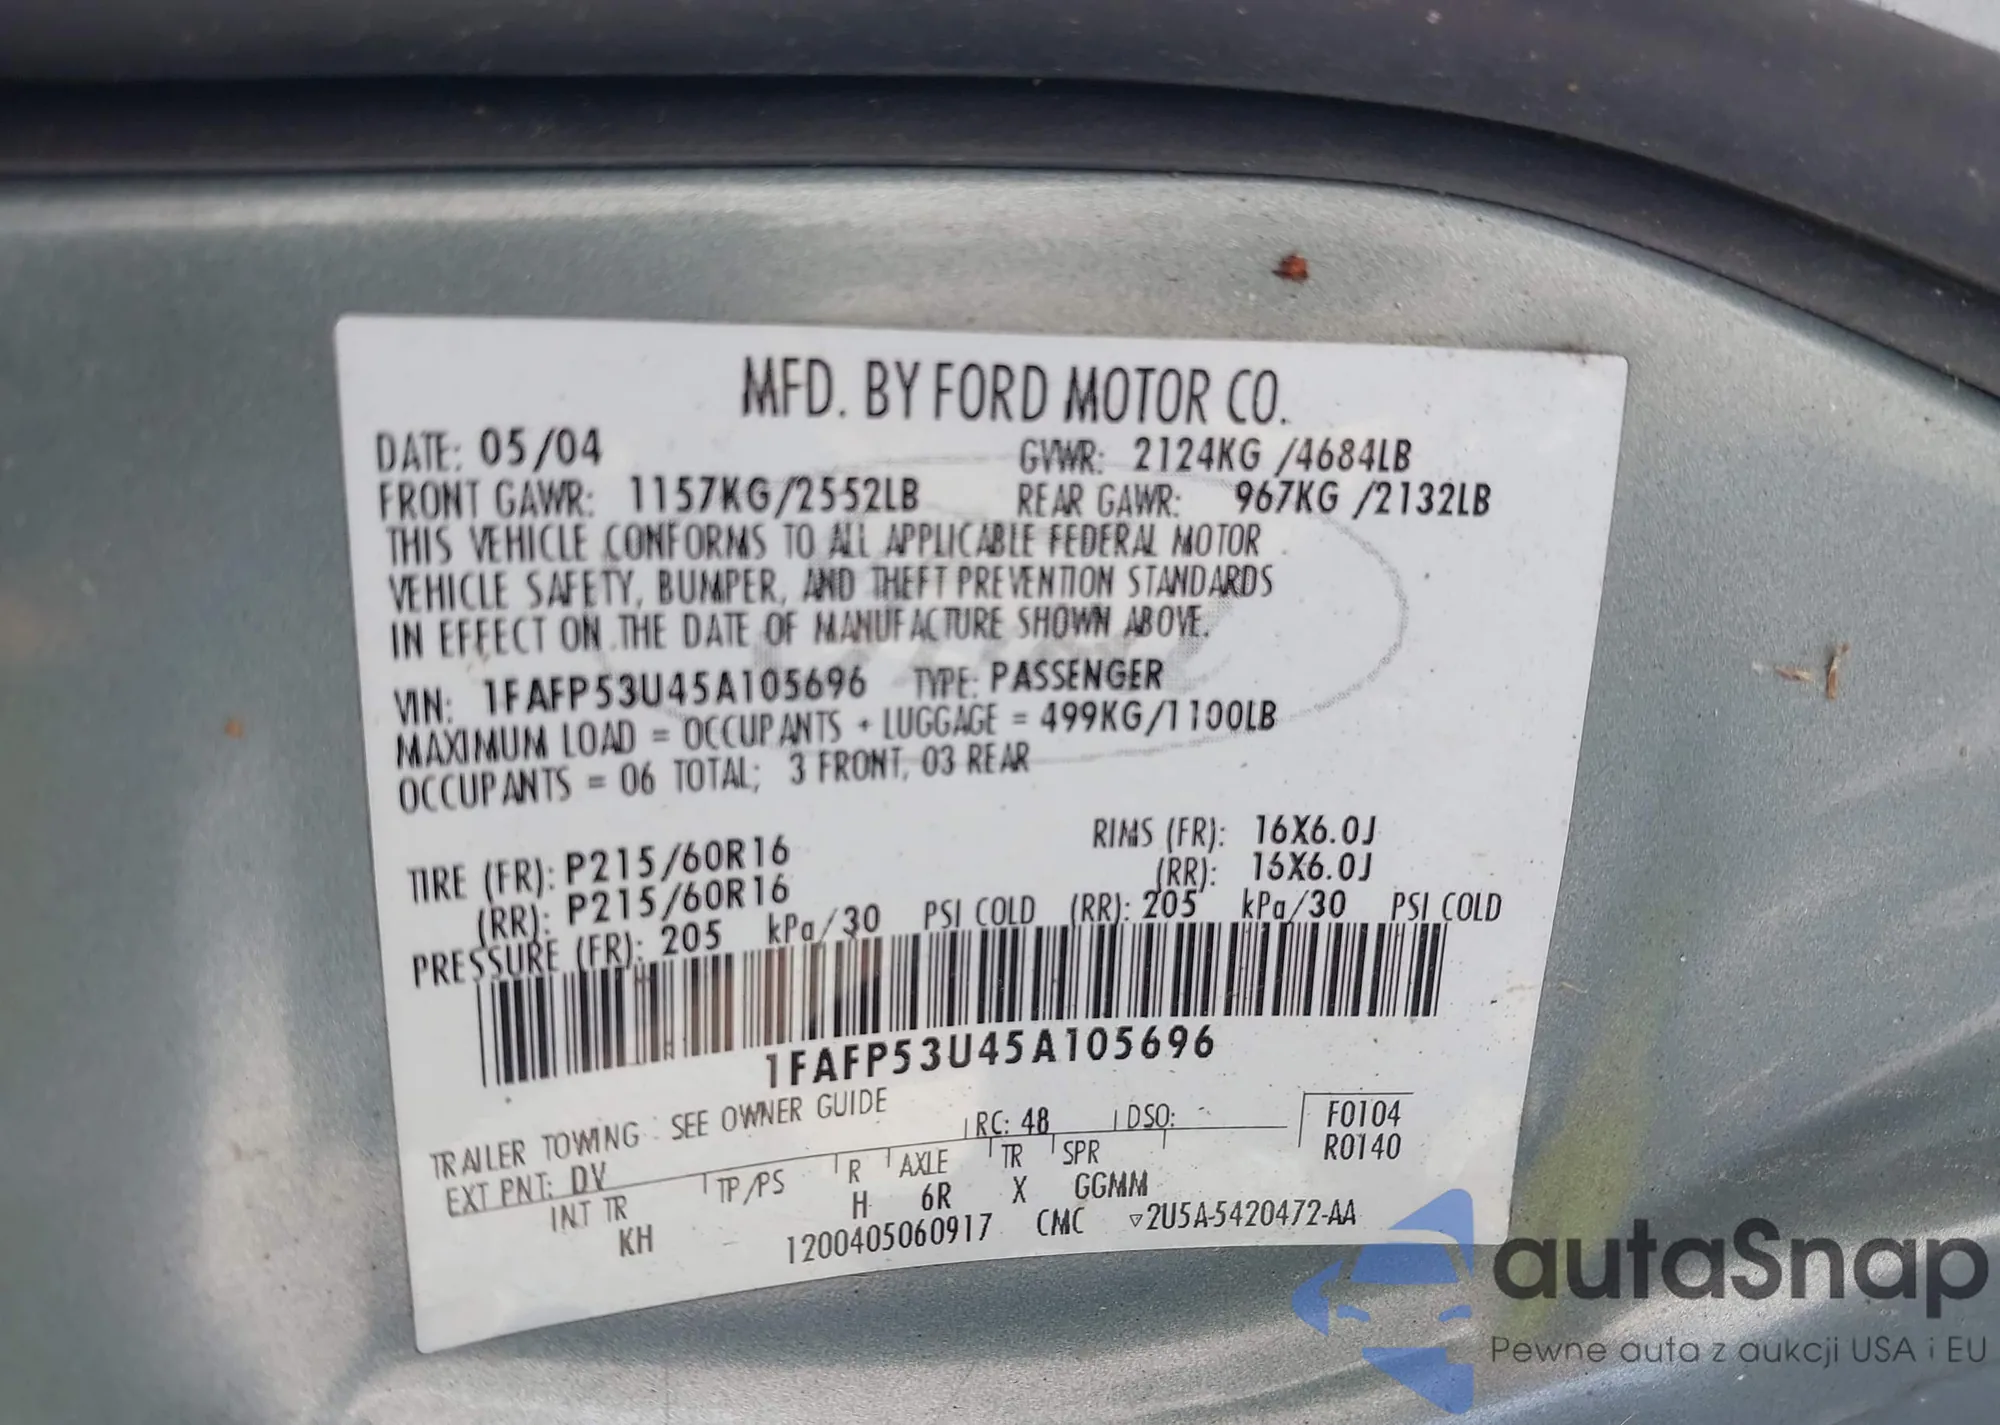 MFD. BY FORD MOTOR CO.
DATE: 05/04 GVWR: 2124KG /4684LB
FRONT GAWR: 1157KG/2552LB REAR GAWR: 967KG /2132LB
THIS VEHICLE CONFORMS TO ALL APPLICABLE FEDERAL MOTOR
VEHICLE SAFETY, BUMPER, AND THEFT PREVENTION STANDARDS
IN EFFECT ON THE DATE OF MANUFACTURE SHOWN ABOVE.
VIN: 1FAFP53U45A105696 TYPE: PASSENGER
MAXIMUM LOAD = OCCUPANTS + LUGGAGE = 499KG/1100LB
OCCUPANTS = 06 TOTAL; 3 FRONT, 03 REAR
TIRE (FR): P215/60R16 RIMS (FR): 16X6.0J
(RR): P215/60R16 (RR): 16X6.0J
PRESSURE (FR): 205 kPa/30 PSI COLD (RR): 205 kPa/30 PSI COLD
1FAFP53U45A105696
TRAILER TOWING : SEE OWNER GUIDE
EXT PNT: DV RC: 48 DSO: F0104
R0140
INT TR TP/PS R AXLE TR SPR
KH H 6R X GGMM
1200405060917 CMC ▿2U5A-5420472-AA
autaSnap
Pewne auta z aukcji USA i EU